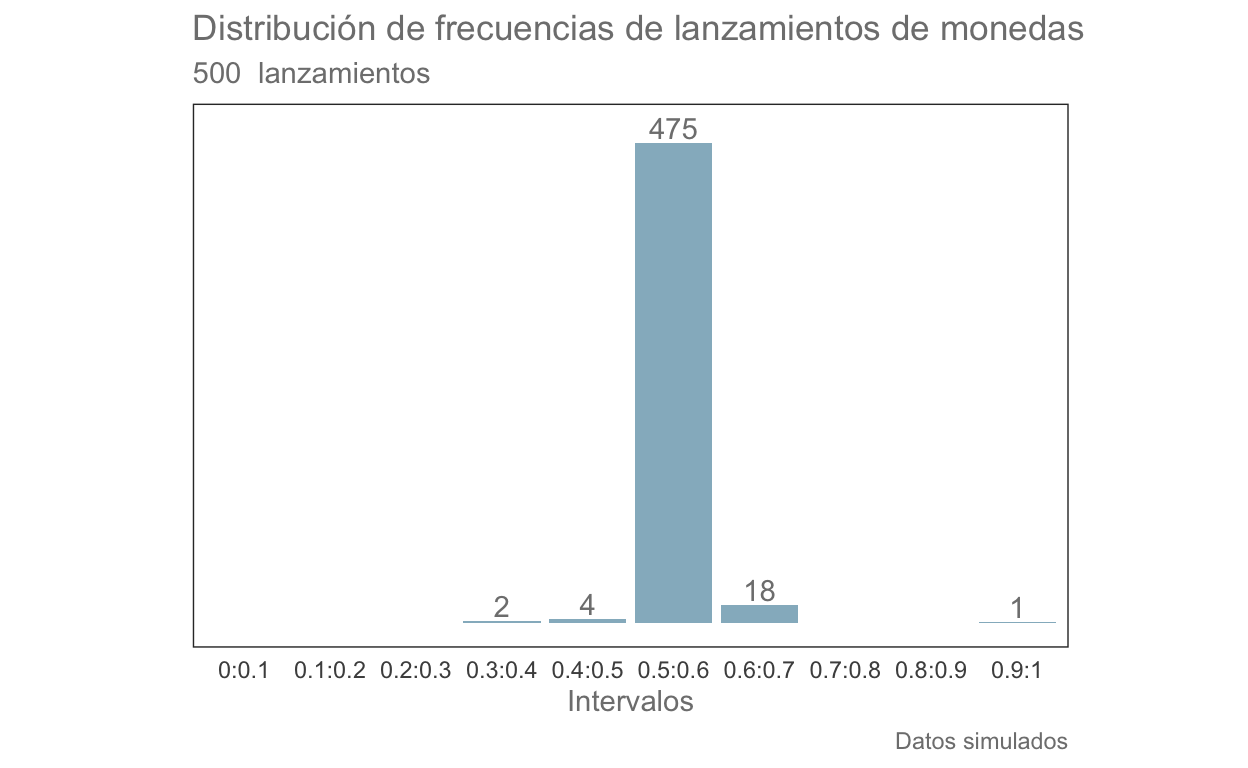 Distribución de frecuencias de lanzamientos de monedas
500 lanzamientos
475
2
4
18
1
0:0.1 0.1:0.2 0.2:0.3 0.3:0.4 0.4:0.5 0.5:0.6 0.6:0.7 0.7:0.8 0.8:0.9 0.9:1
Intervalos
Datos simulados